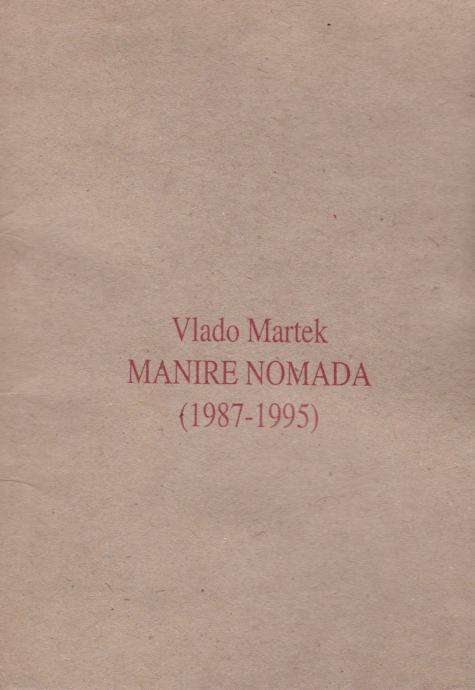 Vlado Martek
MANIRE NOMADA
(1987-1995)